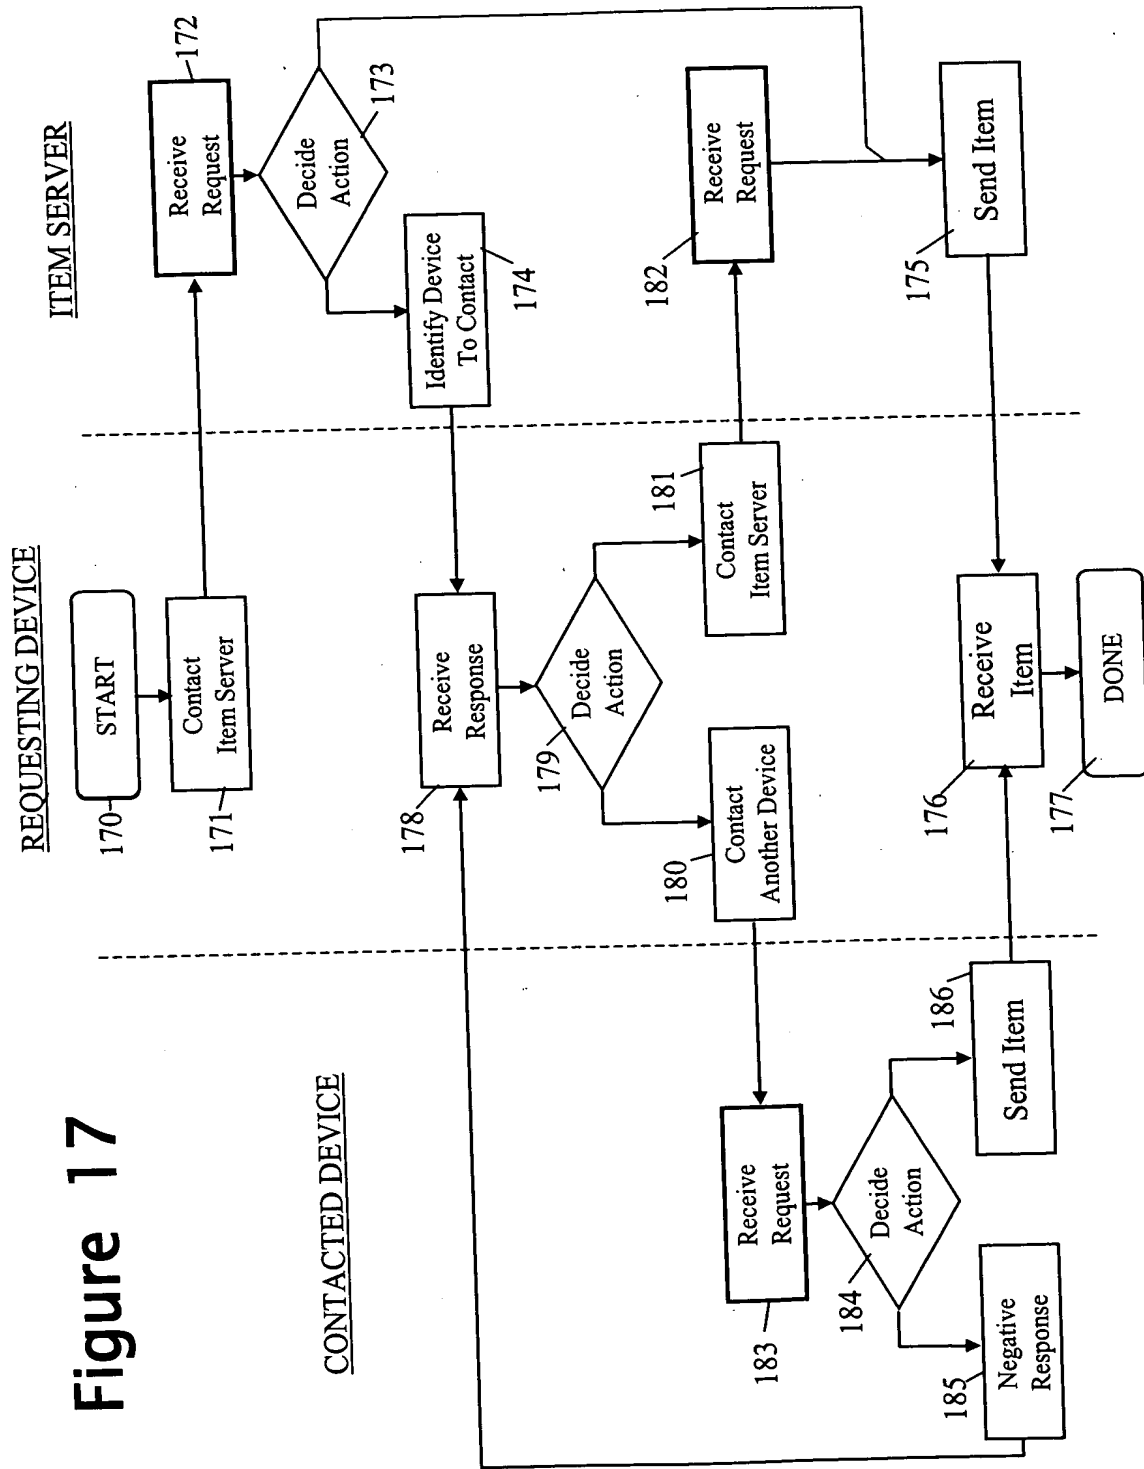 Figure 17
CONTACTED DEVICE
REQUESTING DEVICE
ITEM SERVER
START
170
Contact
Item Server
171
Receive
Request
172
Decide
Action
173
Identify Device
To Contact
174
Receive
Response
178
Decide
Action
179
Contact
Another Device
180
Contact
Item Server
181
Receive
Request
182
Receive
Request
183
Decide
Action
184
Negative
Response
185
Send Item
186
Receive
Item
176
Send Item
175
DONE
177